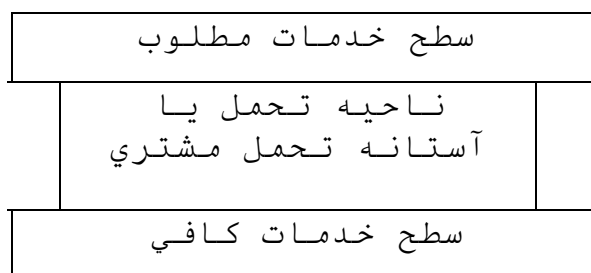 سطح خدمات مطلوب
ناحيه تحمل يا
آستانه تحمل مشتري
سطح خدمات كافي